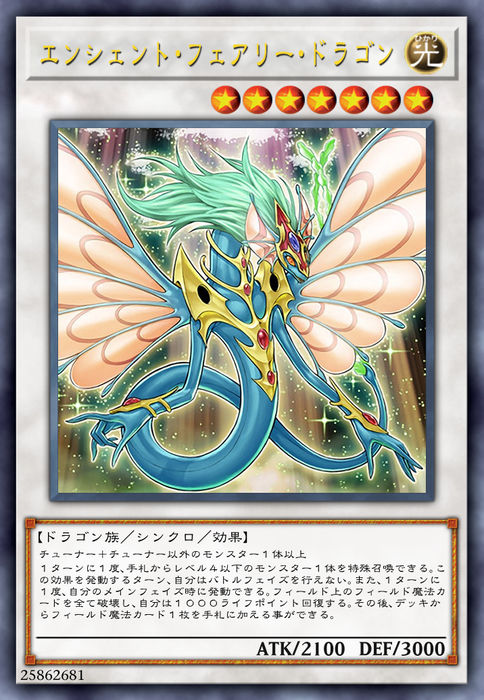 エンシェント・フェアリー・ドラゴン
ひかり
光
【ドラゴン族／シンクロ／効果】
チューナー＋チューナー以外のモンスター１体以上
１ターンに１度、手札からレベル４以下のモンスター１体を特殊召喚できる。こ
の効果を発動するターン、自分はバトルフェイズを行えない。また、１ターンに
１度、自分のメインフェイズ時に発動できる。フィールド上のフィールド魔法カ
ードを全て破壊し、自分は１０００ライフポイント回復する。その後、デッキか
らフィールド魔法カード１枚を手札に加える事ができる。
ATK/2100 DEF/3000
25862681